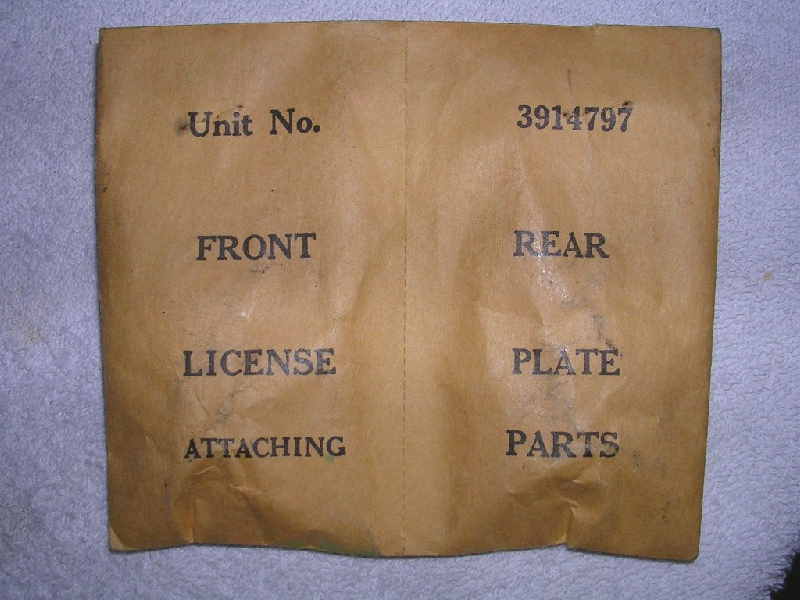 Unit No. 3914797
FRONT REAR
LICENSE PLATE
ATTACHING PARTS